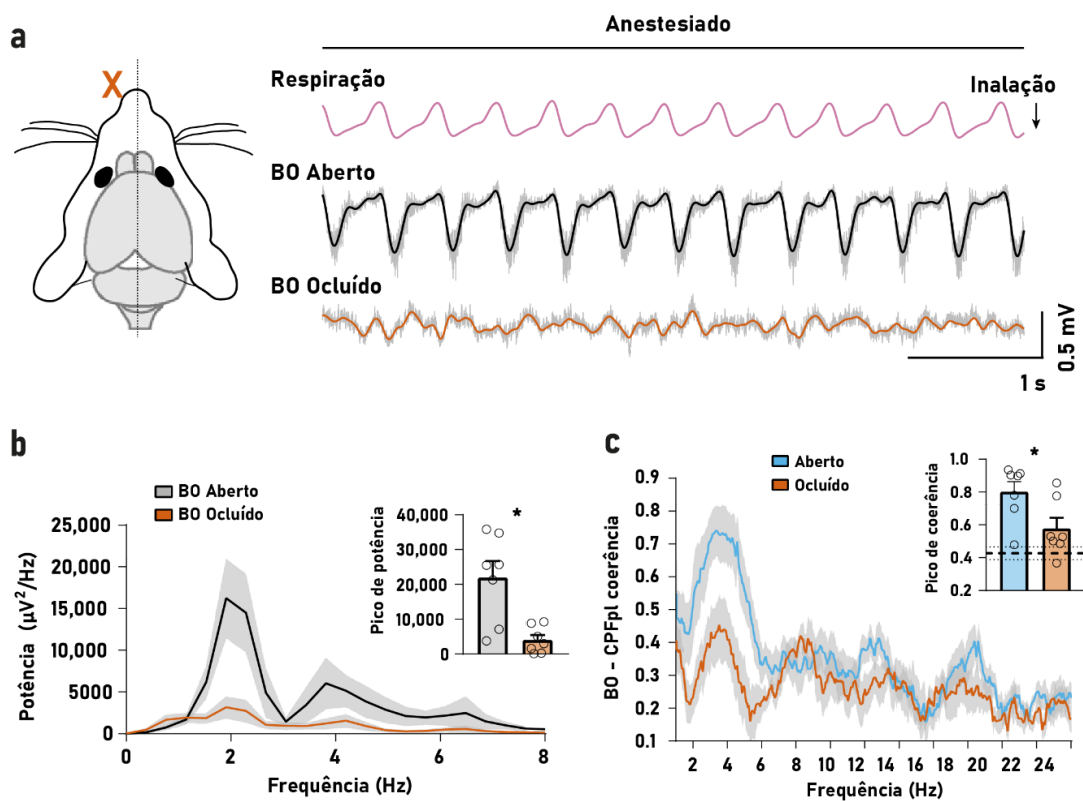 a
X
Anestesiado
Respiração
Inalação
BO Aberto
BO Ocluído
0.5 mV
1 s
b
BO Aberto
BO Ocluído
Potência (µV²/Hz)
25,000
20,000
15,000
10,000
5000
0
0 2 4 6 8
Frequência (Hz)
Pico de potência
40,000
30,000
20,000
10,000
0
*
c
Aberto
Ocluído
BO - CPFpl coerência
0.9
0.8
0.7
0.6
0.5
0.4
0.3
0.2
0.1
2 4 6 8 10 12 14 16 18 20 22 24
Frequência (Hz)
Pico de coerência
1.0
0.8
0.6
0.4
0.2
*